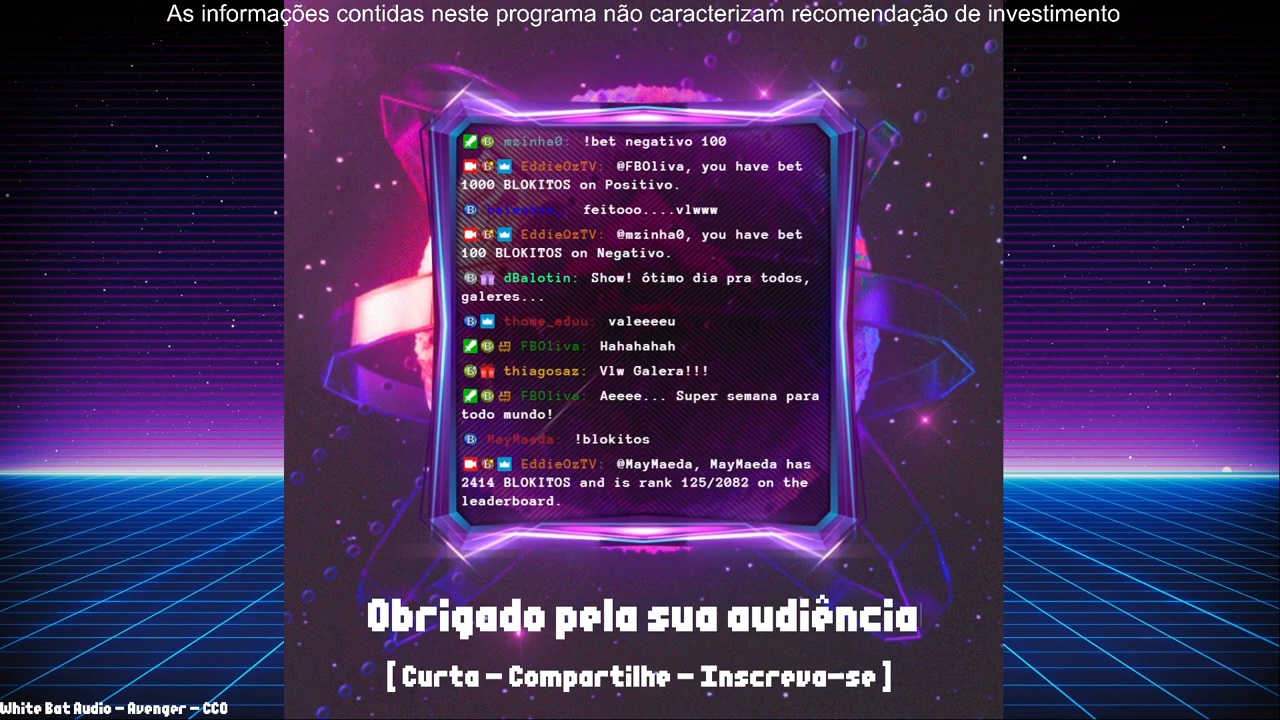 As informações contidas neste programa não caracterizam recomendação de investimento
mzinha0: !bet negativo 100
EddieOzTV: @FBOliva, you have bet
1000 BLOKITOS on Positivo.
feitooo....vlwww
EddieOzTV: @mzinha0, you have bet
100 BLOKITOS on Negativo.
dBalotin: Show! ótimo dia pra todos,
galeres...
thome_eduu: valeeeeu
FBOliva: Hahahahah
thiagosaz: Vlw Galera!!!
FBOliva: Aeeee... Super semana para
todo mundo!
MayMaeda: !blokitos
EddieOzTV: @MayMaeda, MayMaeda has
2414 BLOKITOS and is rank 125/2082 on the
leaderboard.
Obrigado pela sua audiência
[ Curta - Compartilhe - Inscreva-se ]
White Bat Audio - Avenger - CC0